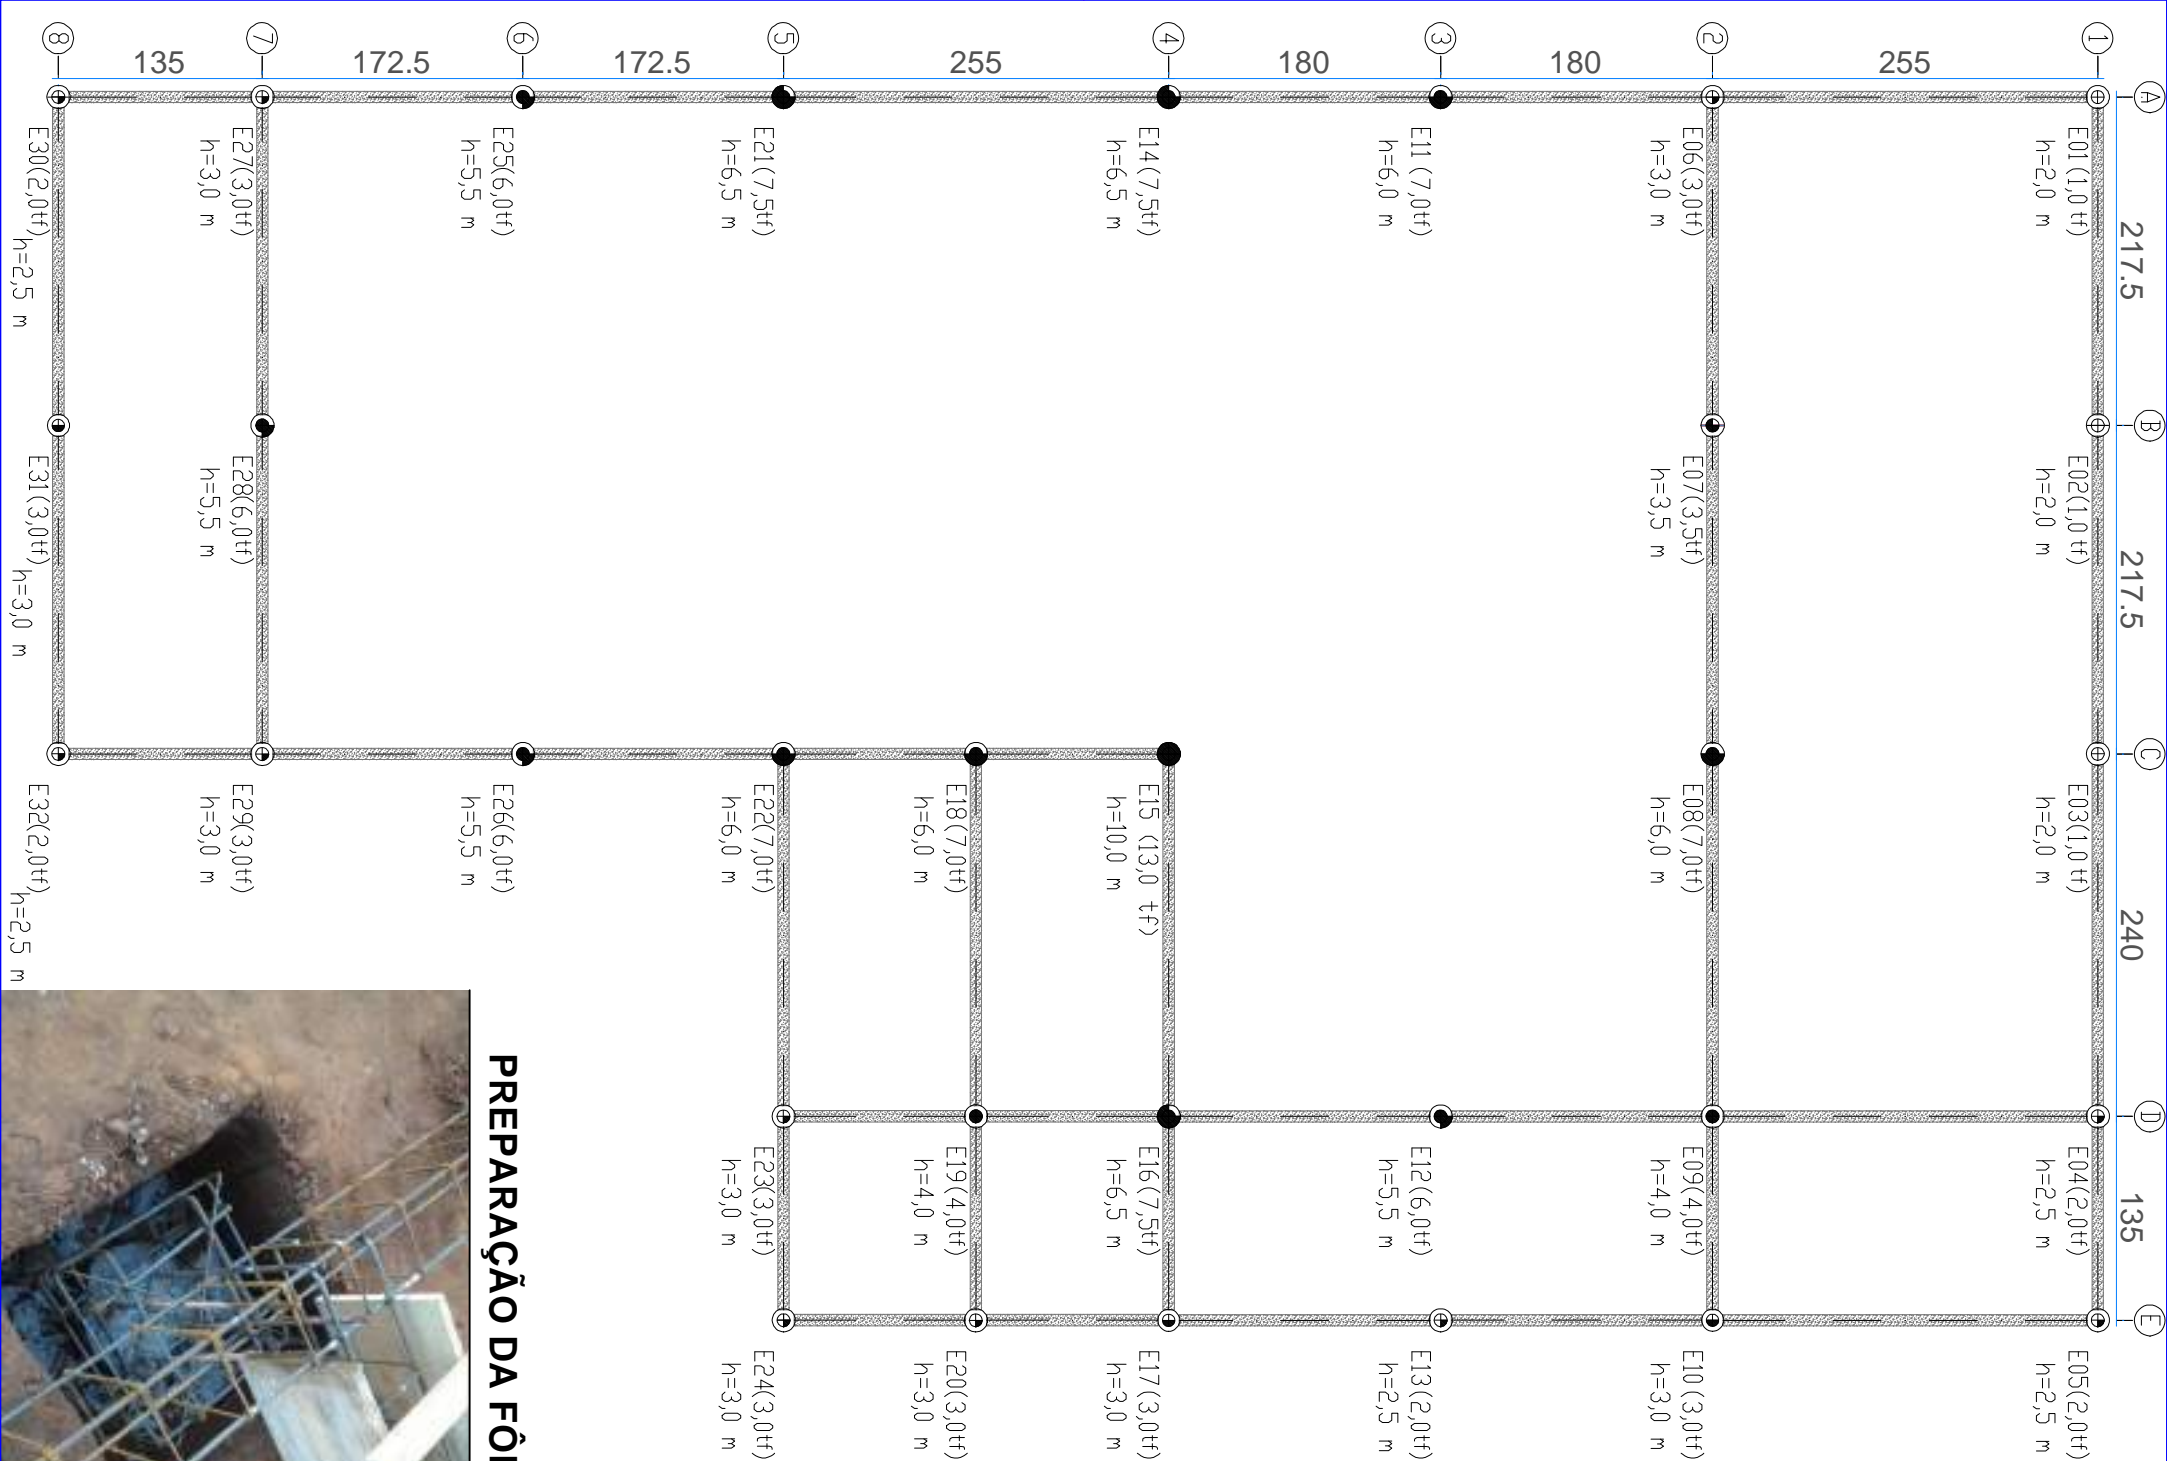 1
2
3
4
5
6
7
8
255
180
180
255
172.5
172.5
135
A
B
C
D
E
217.5
217.5
240
135
E01(1,0 tf)
h=2,0 m
E02(1,0 tf)
h=2,0 m
E03(1,0 tf)
h=2,0 m
E04(2,0tf)
h=2,5 m
E05(2,0tf)
h=2,5 m
E06(3,0tf)
h=3,0 m
E07(3,5tf)
h=3,5 m
E08(7,0tf)
h=6,0 m
E09(4,0tf)
h=4,0 m
E10(3,0tf)
h=3,0 m
E11 (7,0tf)
h=6,0 m
E12(6,0tf)
h=5,5 m
E13(2,0tf)
h=2,5 m
E14(7,5tf)
h=6,5 m
E15 (13,0 tf)
h=10,0 m
E16(7,5tf)
h=6,5 m
E17(3,0tf)
h=3,0 m
E18(7,0tf)
h=6,0 m
E19(4,0tf)
h=4,0 m
E20(3,0tf)
h=3,0 m
E21(7,5tf)
h=6,5 m
E22(7,0tf)
h=6,0 m
E23(3,0tf)
h=3,0 m
E24(3,0tf)
h=3,0 m
E25(6,0tf)
h=5,5 m
E26(6,0tf)
h=5,5 m
E27(3,0tf)
h=3,0 m
E28(6,0tf)
h=5,5 m
E29(3,0tf)
h=3,0 m
E30(2,0tf)
h=2,5 m
E31(3,0tf)
h=3,0 m
E32(2,0tf)
h=2,5 m
PREPARAÇÃO DA